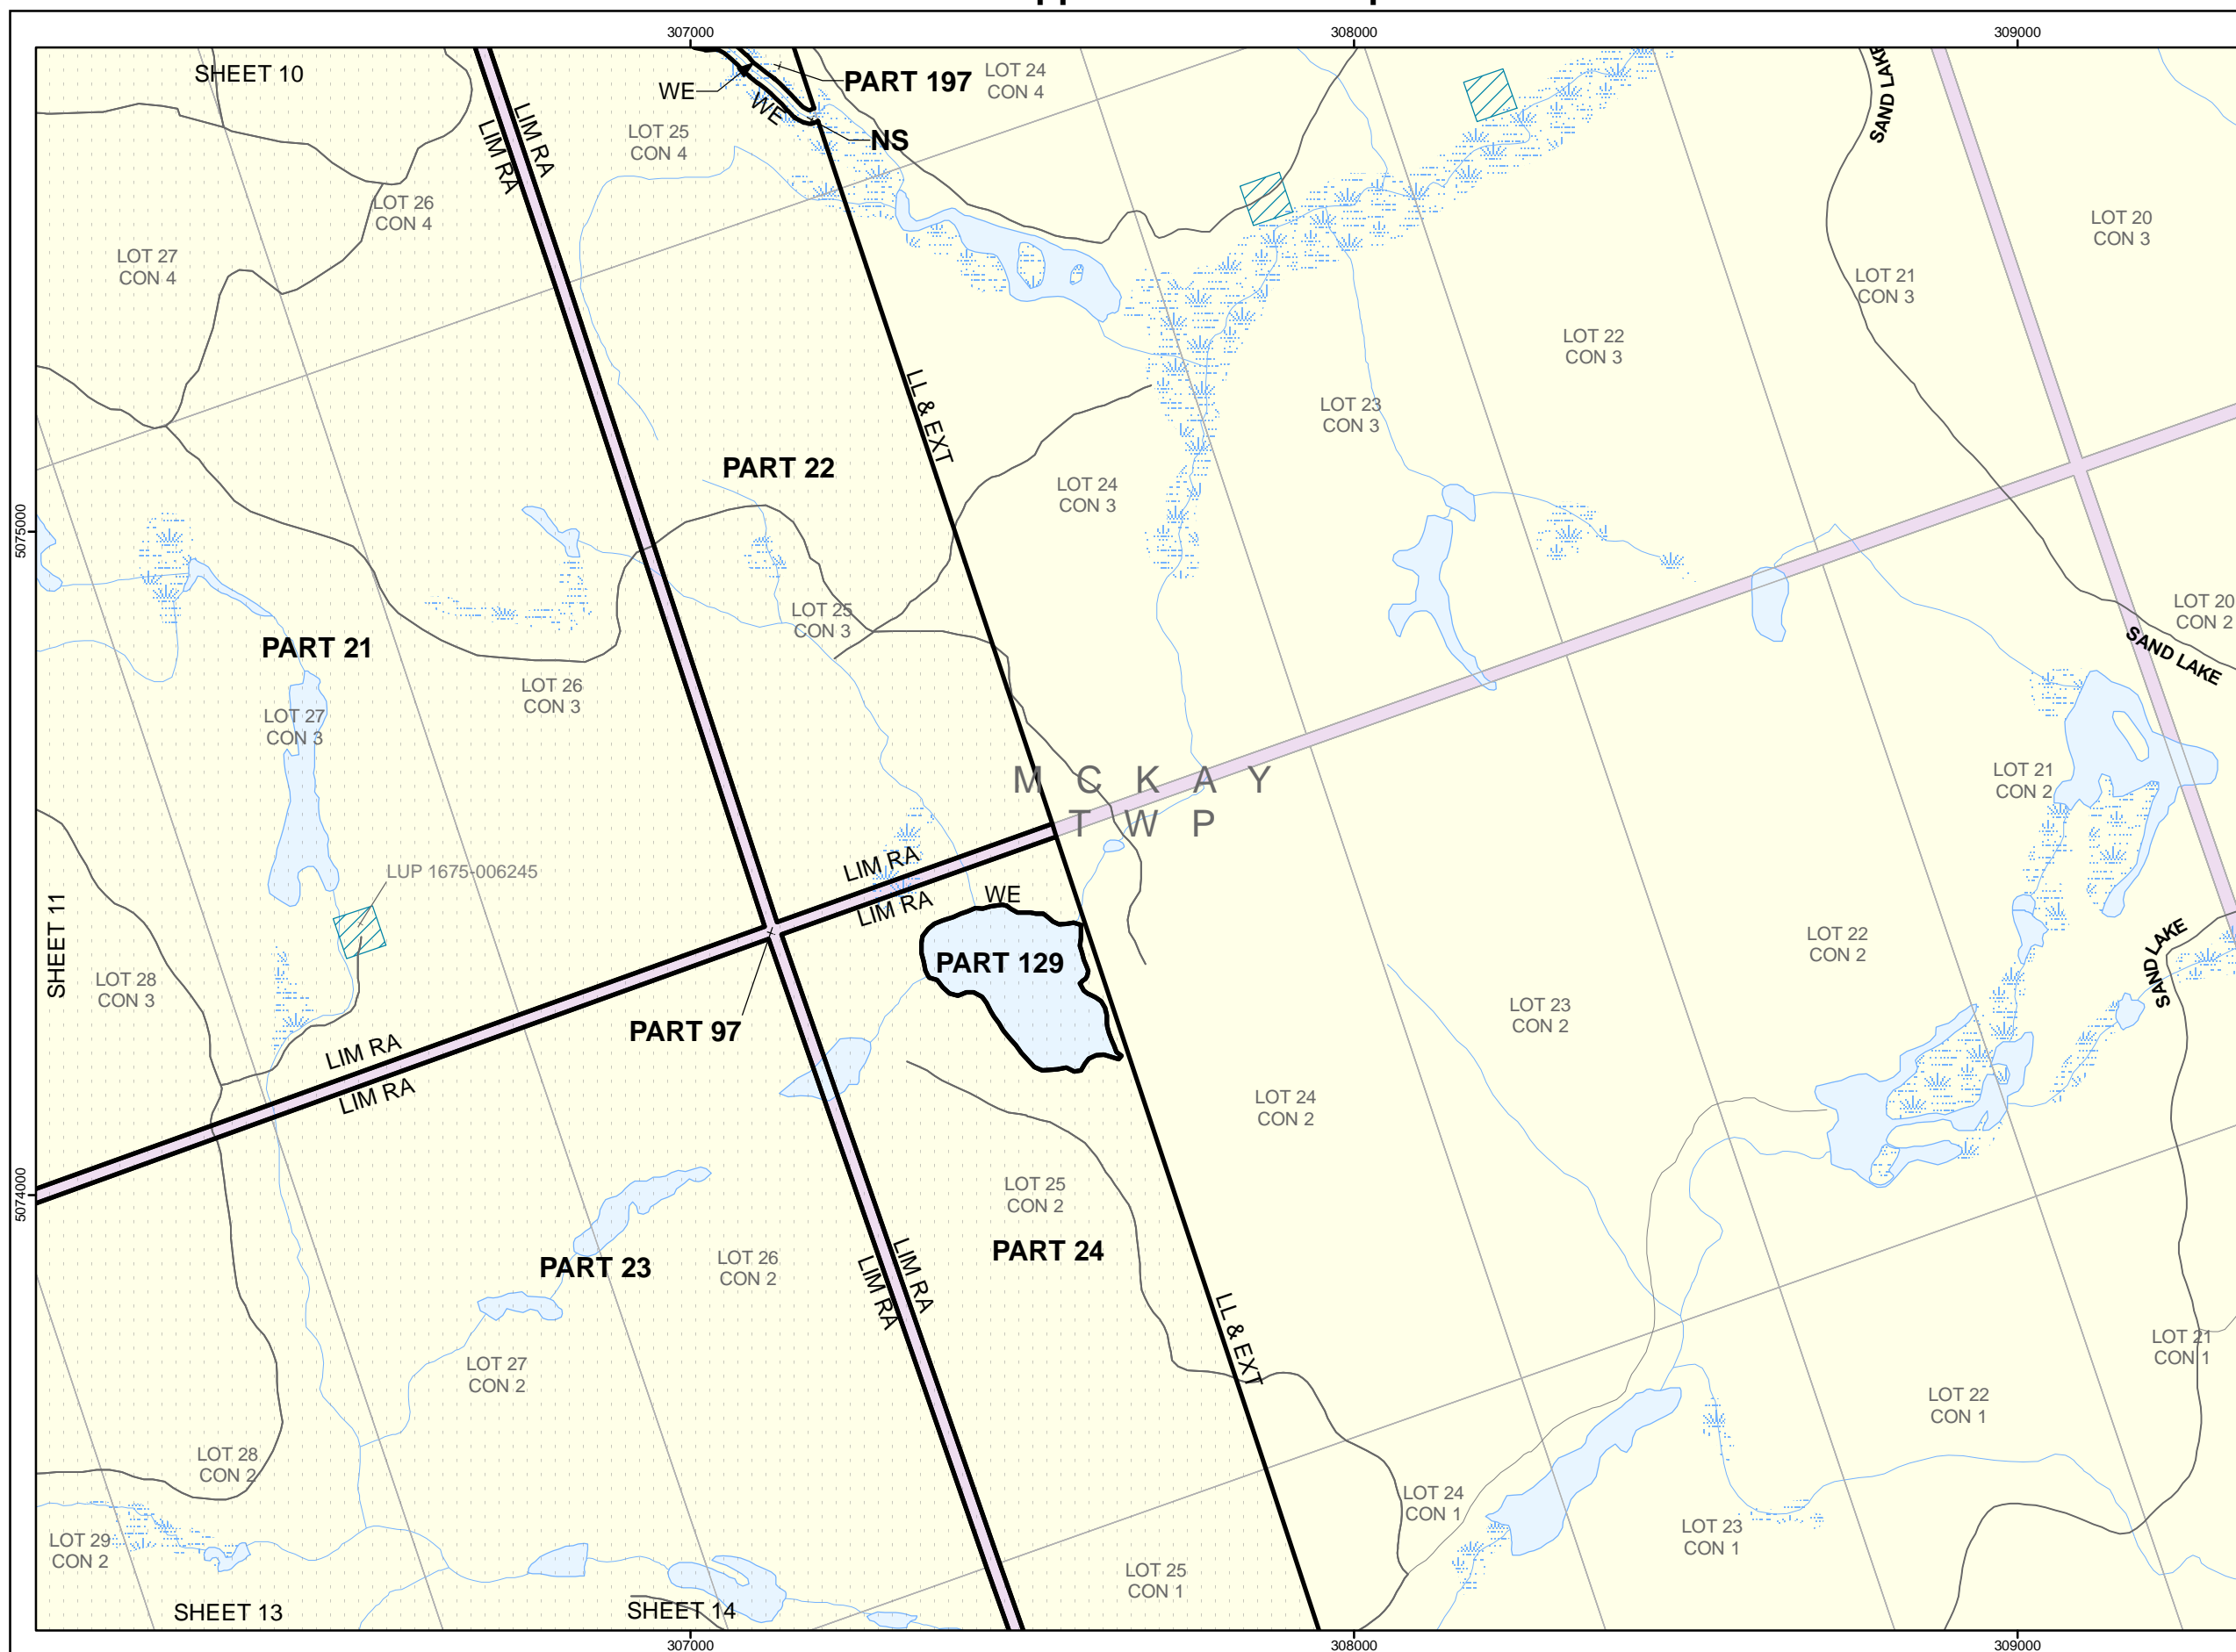 307000
308000
309000
SHEET 10
WE
WE
PART 197
NS
LOT 24
CON 4
SAND LAKE
LIM RA
LIM RA
LOT 25
CON 4
LOT 26
CON 4
LOT 27
CON 4
LOT 20
CON 3
LOT 21
CON 3
LOT 22
CON 3
LOT 23
CON 3
LL & EXT
PART 22
LOT 24
CON 3
5075000
LOT 25
CON 3
LOT 20
CON 2
SAND LAKE
PART 21
LOT 26
CON 3
LOT 27
CON 3
MCKAY
TWP
LOT 21
CON 2
LUP 1675-006245
LIM RA
LIM RA
WE
SHEET 11
PART 129
LOT 22
CON 2
SAND LAKE
LOT 28
CON 3
PART 97
LOT 23
CON 2
LIM RA
LIM RA
LOT 24
CON 2
5074000
LOT 25
CON 2
PART 24
PART 23
LOT 26
CON 2
LIM RA
LIM RA
LL & EXT
LOT 21
CON 1
LOT 27
CON 2
LOT 22
CON 1
LOT 28
CON 2
LOT 24
CON 1
LOT 23
CON 1
LOT 29
CON 2
LOT 25
CON 1
SHEET 13
SHEET 14
307000
308000
309000